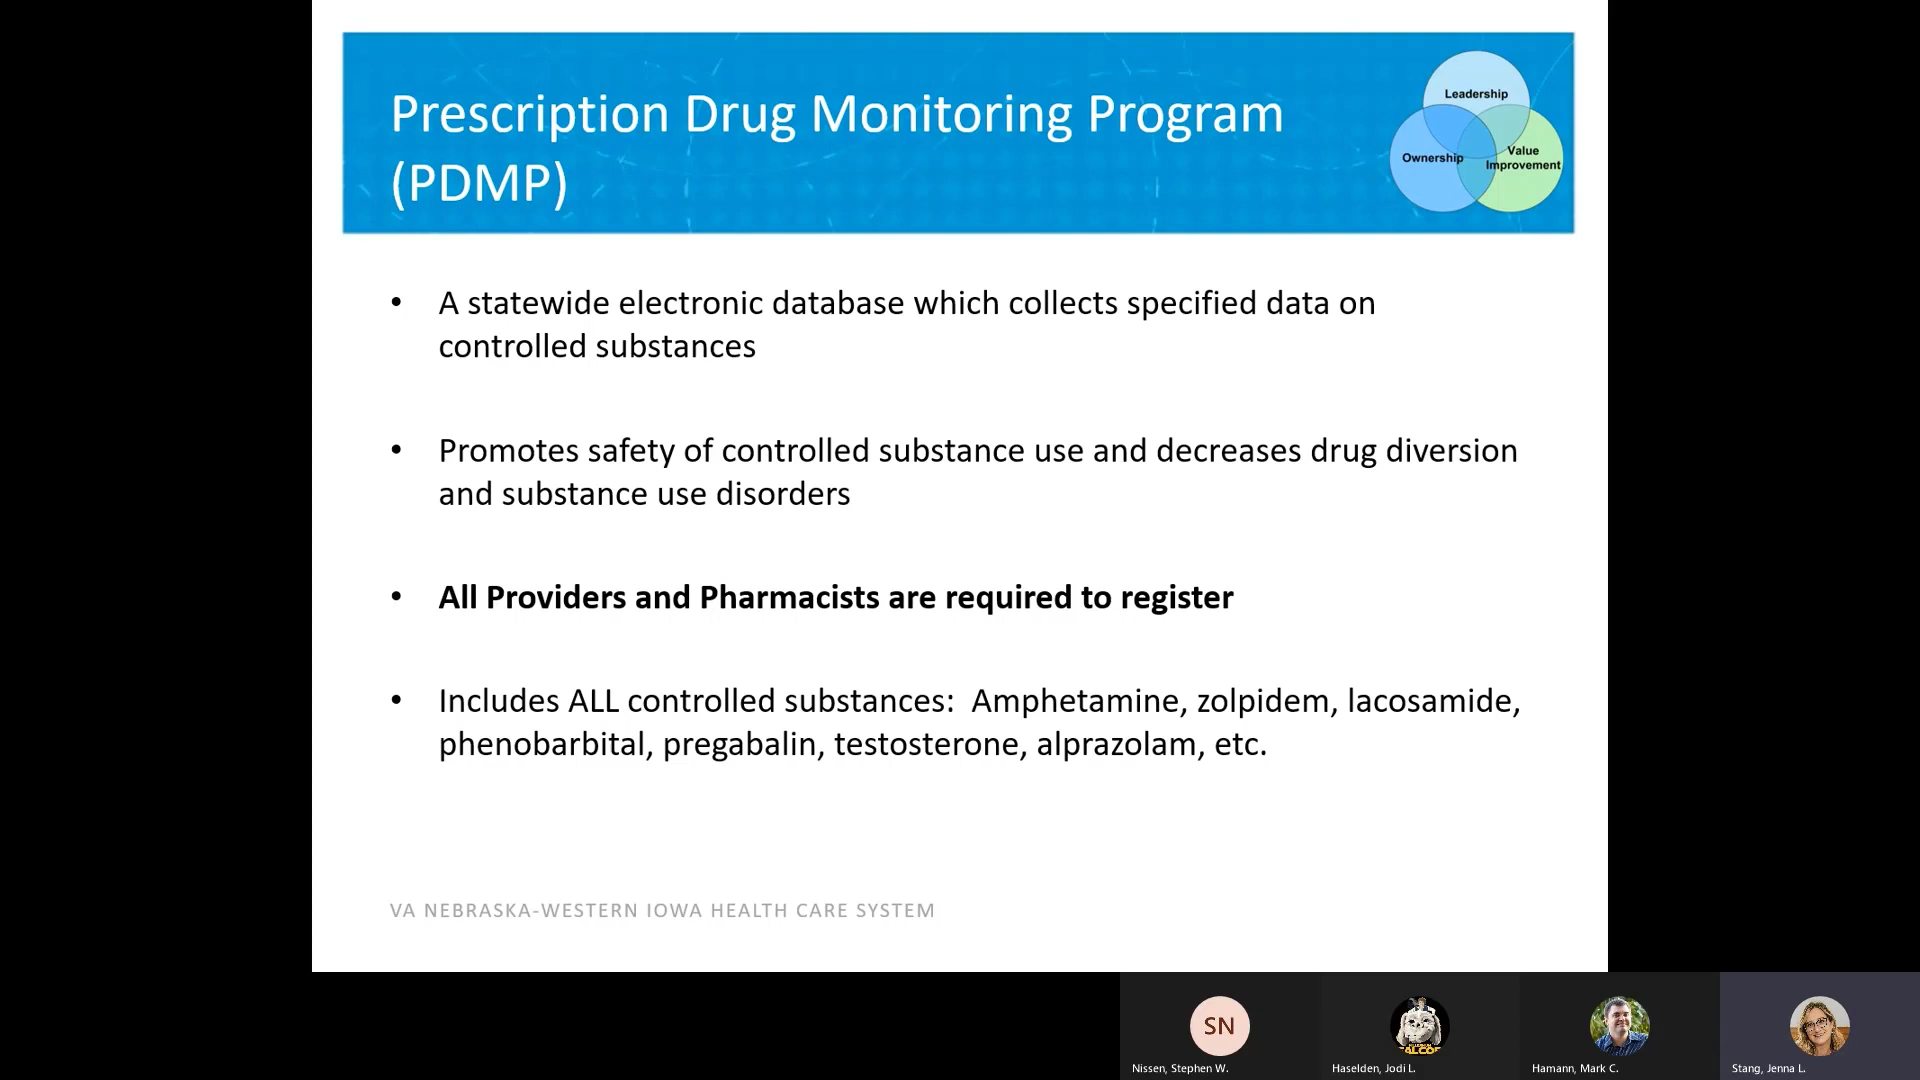 Prescription Drug Monitoring Program
(PDMP)
Leadership
Ownership
Value
Improvement
• A statewide electronic database which collects specified data on
controlled substances
• Promotes safety of controlled substance use and decreases drug diversion
and substance use disorders
• All Providers and Pharmacists are required to register
• Includes ALL controlled substances:  Amphetamine, zolpidem, lacosamide,
phenobarbital, pregabalin, testosterone, alprazolam, etc.
VA NEBRASKA-WESTERN IOWA HEALTH CARE SYSTEM
SN
Nissen, Stephen W.
Haselden, Jodi L.
Hamann, Mark C.
Stang, Jenna L.